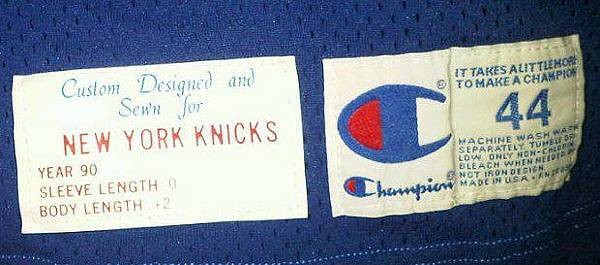 Custom Designed and
Sewn for
NEW YORK KNICKS
YEAR 90
SLEEVE LENGTH 0
BODY LENGTH +2
®
Champion
IT TAKES A LITTLE MORE
TO MAKE A CHAMPION
®
44
MACHINE WASH WARM
SEPARATELY. TUMBLE DRY
LOW. ONLY NON-CHLORINE
BLEACH WHEN NEEDED
NOT IRON DESIGN.
MADE IN U.S.A.